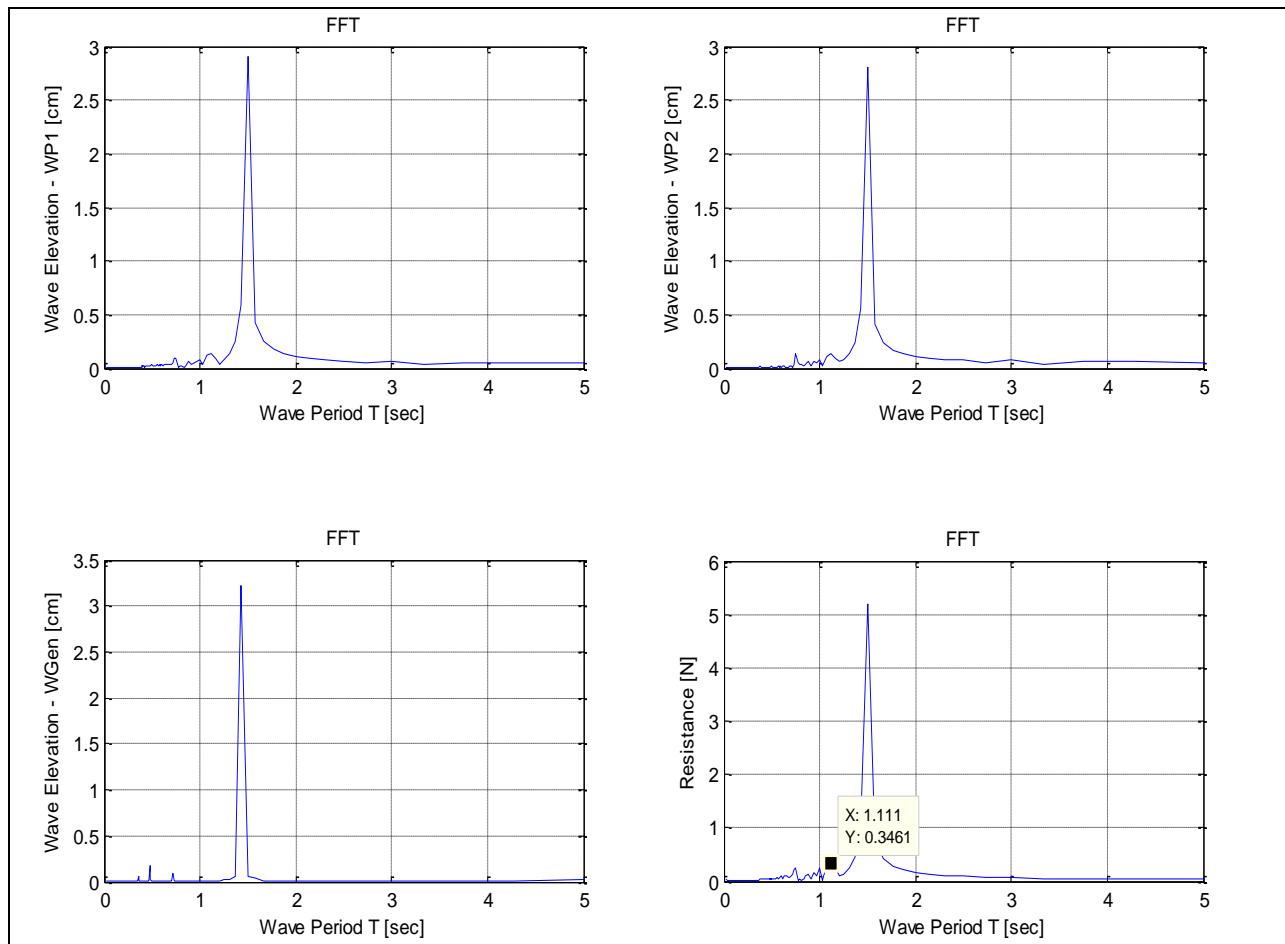 FFT
Wave Elevation - WP1 [cm]
3
2.5
2
1.5
1
0.5
0
0 1 2 3 4 5
Wave Period T [sec]
FFT
Wave Elevation - WP2 [cm]
3
2.5
2
1.5
1
0.5
0
0 1 2 3 4 5
Wave Period T [sec]
FFT
Wave Elevation - WGen [cm]
3.5
3
2.5
2
1.5
1
0.5
0
0 1 2 3 4 5
Wave Period T [sec]
FFT
Resistance [N]
6
5
4
3
2
1
0
X: 1.111
Y: 0.3461
0 1 2 3 4 5
Wave Period T [sec]